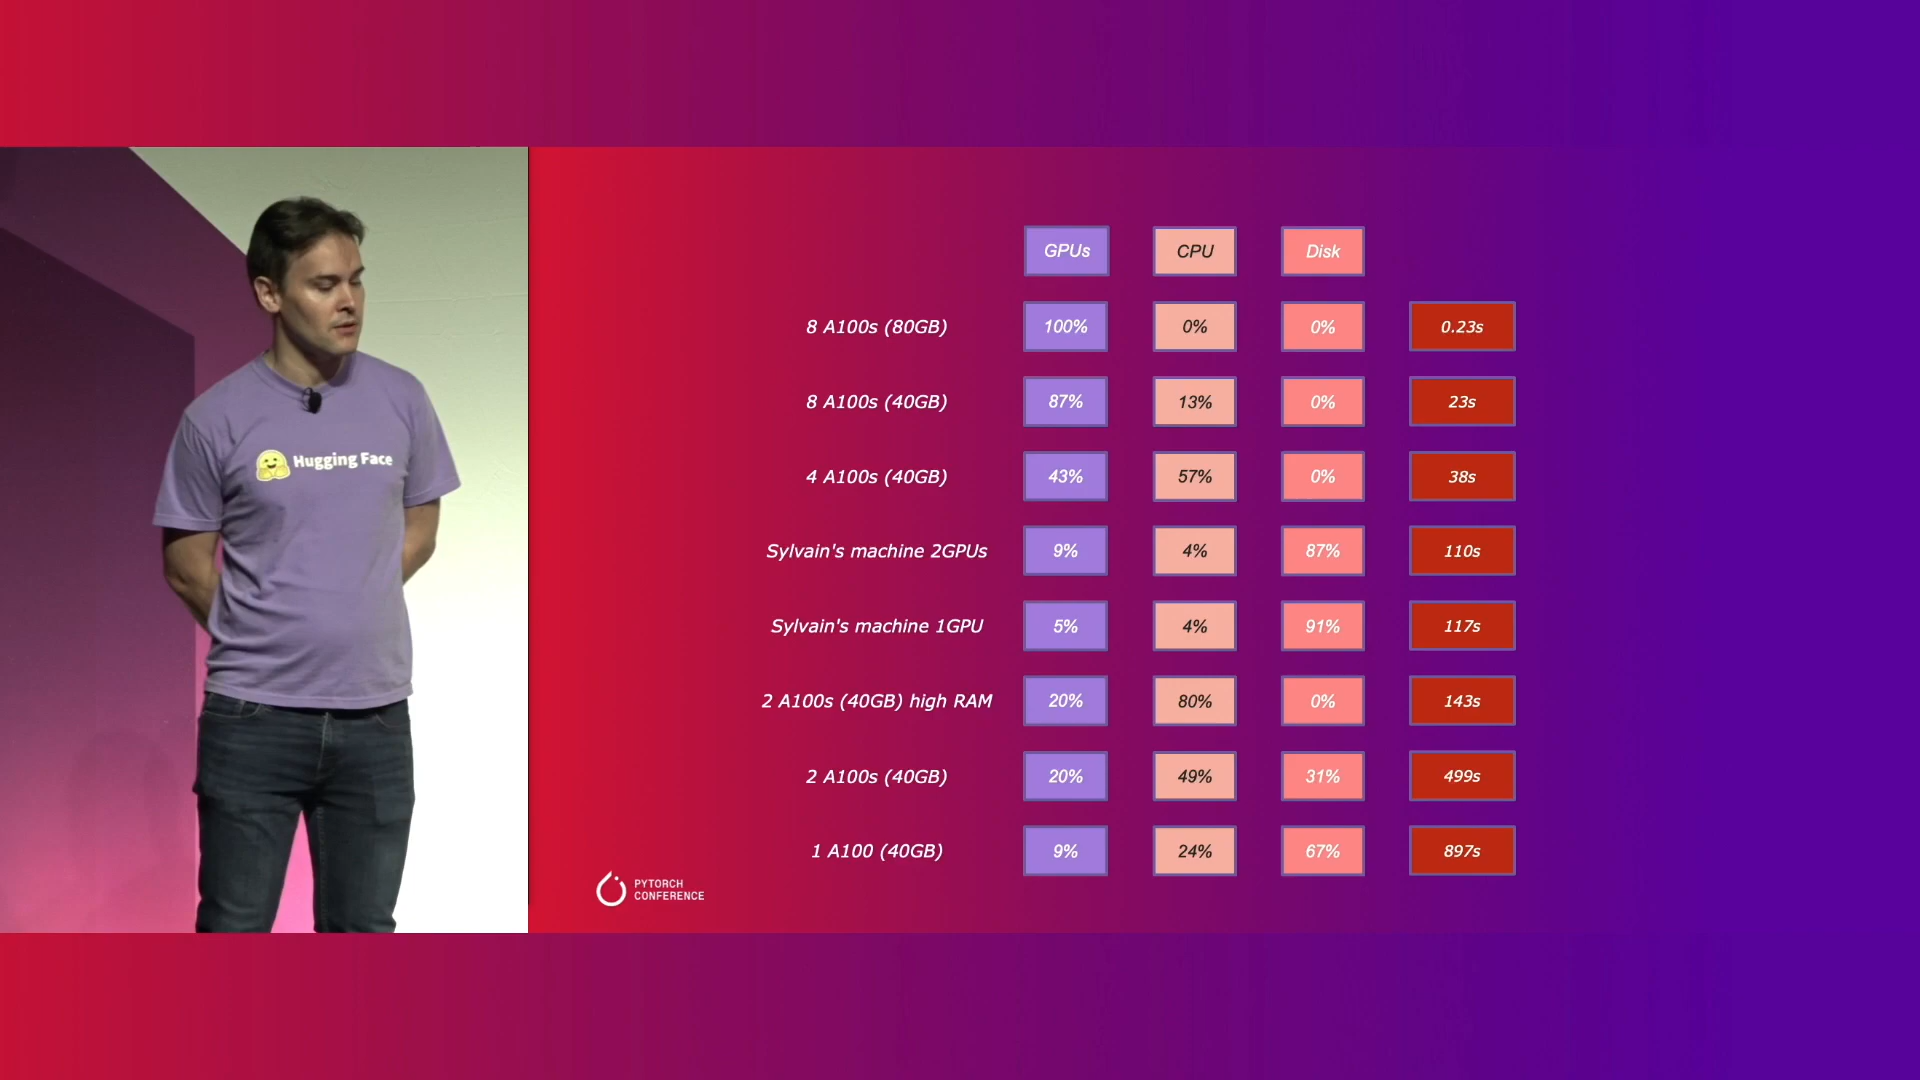 Hugging Face
GPUs CPU Disk
8 A100s (80GB) 100% 0% 0% 0.23s
8 A100s (40GB) 87% 13% 0% 23s
4 A100s (40GB) 43% 57% 0% 38s
Sylvain's machine 2GPUs 9% 4% 87% 110s
Sylvain's machine 1GPU 5% 4% 91% 117s
2 A100s (40GB) high RAM 20% 80% 0% 143s
2 A100s (40GB) 20% 49% 31% 499s
1 A100 (40GB) 9% 24% 67% 897s
PYTORCH
CONFERENCE